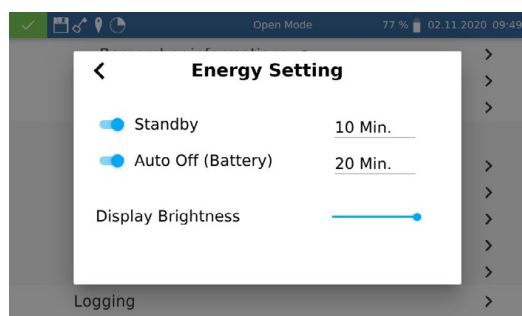 Open Mode 77 % 02.11.2020 09:49
Energy Setting
Standby 10 Min.
Auto Off (Battery) 20 Min.
Display Brightness
Logging